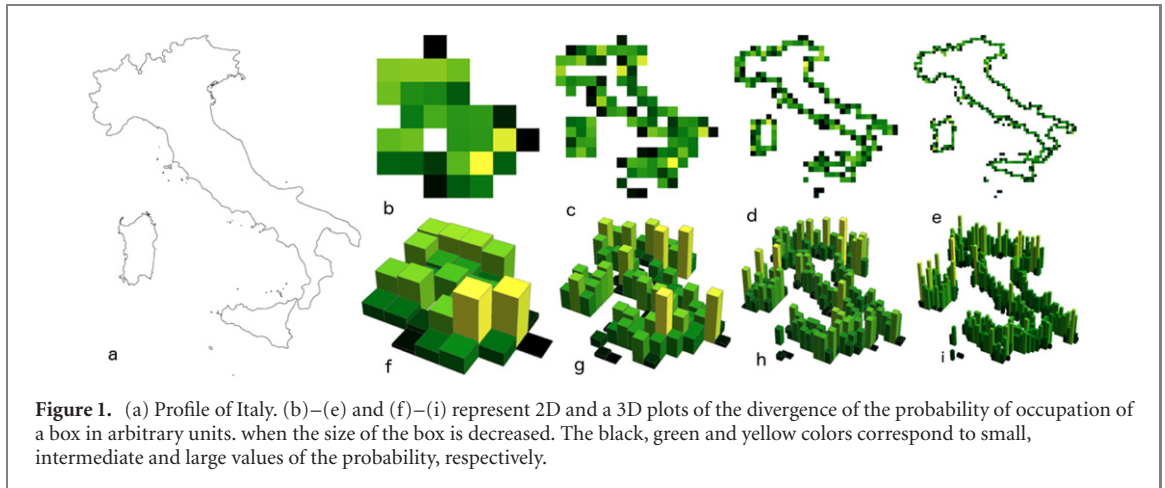 a
b
c
d
e
f
g
h
i
Figure 1. (a) Profile of Italy. (b)–(e) and (f)–(i) represent 2D and a 3D plots of the divergence of the probability of occupation of
a box in arbitrary units. when the size of the box is decreased. The black, green and yellow colors correspond to small,
intermediate and large values of the probability, respectively.